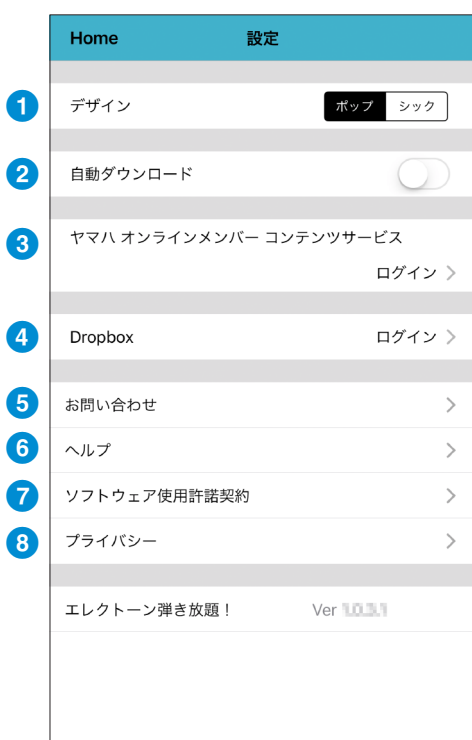 Home 設定
1 デザイン ポップ シック
2 自動ダウンロード
3 ヤマハ オンラインメンバー コンテンツサービス
ログイン
4 Dropbox ログイン
5 お問い合わせ
6 ヘルプ
7 ソフトウェア使用許諾契約
8 プライバシー
エレクトーン弾き放題！ Ver